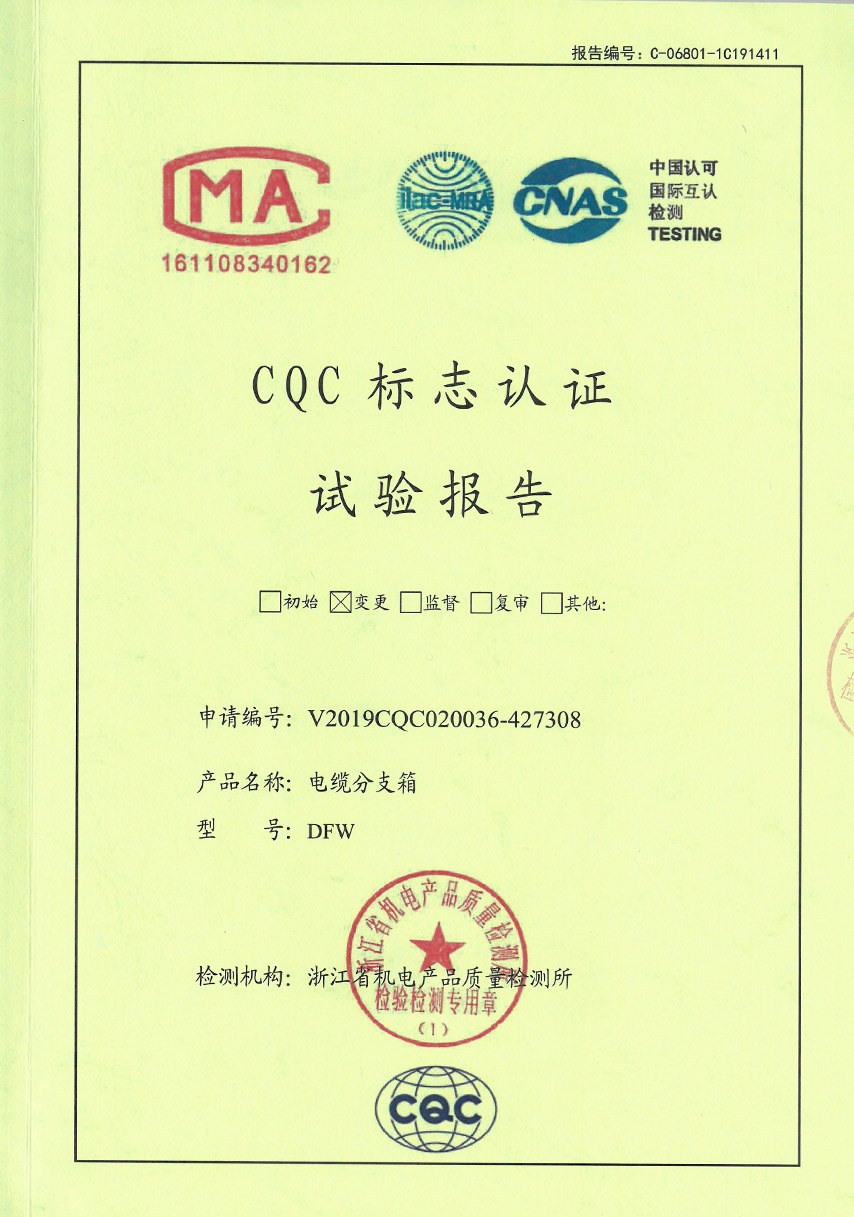 报告编号：C-06801-1C191411
MA
161108340162
ilac-MRA
CNAS
中国认可
国际互认
检测
TESTING
CQC 标志认证
试验报告
□初始 ☒变更 □监督 □复审 □其他:
申请编号: V2019CQC020036-427308
产品名称: 电缆分支箱
型 号: DFW
检测机构: 浙江省机电产品质量检测所
浙江省机电产品质量检测所
检验检测专用章
(1)
CQC